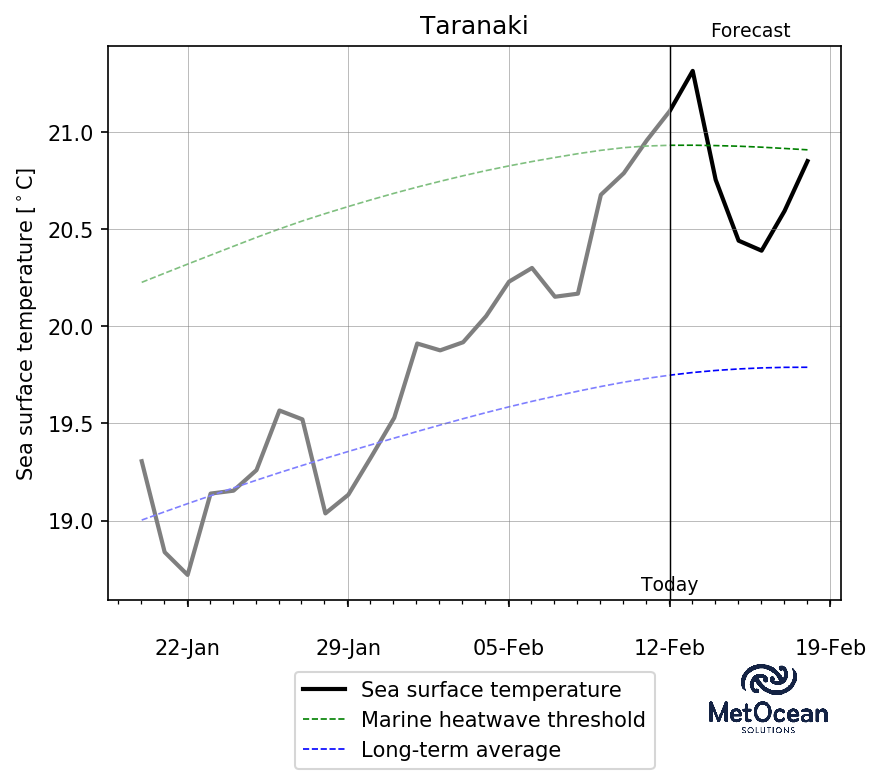 Taranaki
Forecast
Sea surface temperature [°C]
21.0
20.5
20.0
19.5
19.0
Today
22-Jan
29-Jan
05-Feb
12-Feb
19-Feb
Sea surface temperature
Marine heatwave threshold
Long-term average
MetOcean
SOLUTIONS